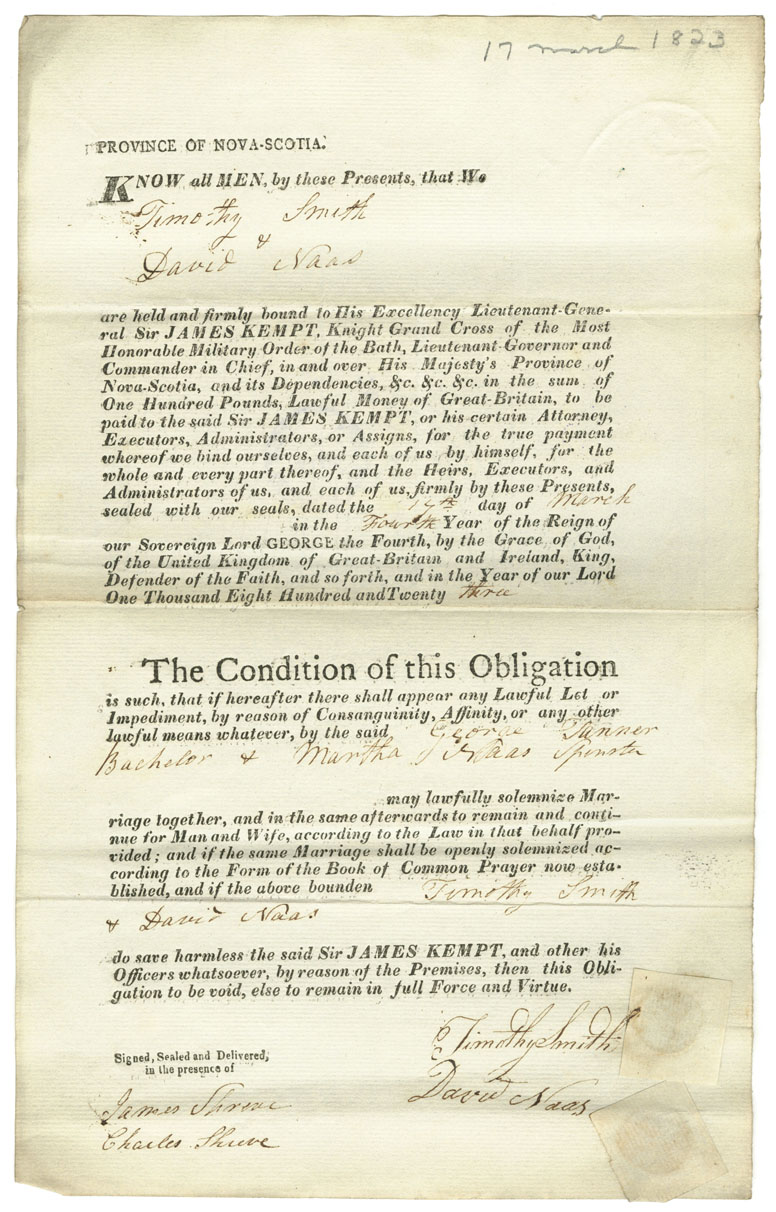 17 march 1823
PROVINCE OF NOVA-SCOTIA.
KNOW all MEN, by these Presents, that We
Timothy Smith
&
David Naas
are held and firmly bound to His Excellency Lieutenant-Gene-
ral Sir JAMES KEMPT, Knight Grand Cross of the Most
Honorable Military Order of the Bath, Lieutenant-Governor and
Commander in Chief, in and over His Majesty's Province of
Nova-Scotia, and its Dependencies, &c. &c. &c. in the sum of
One Hundred Pounds, Lawful Money of Great-Britain, to be
paid to the said Sir JAMES KEMPT, or his certain Attorney,
Executors, Administrators, or Assigns, for the true payment
whereof we bind ourselves, and each of us by himself, for the
whole and every part thereof, and the Heirs, Executors, and
Administrators of us, and each of us, firmly by these Presents,
sealed with our seals, dated the 17th day of March
in the Fourth Year of the Reign of
our Sovereign Lord GEORGE the Fourth, by the Grace of God,
of the United Kingdom of Great-Britain and Ireland, King,
Defender of the Faith, and so forth, and in the Year of our Lord
One Thousand Eight Hundred and Twenty three
The Condition of this Obligation
is such, that if hereafter there shall appear any Lawful Let or
Impediment, by reason of Consanguinity, Affinity, or any other
lawful means whatever, by the said George Tanner
Bachelor & Martha Naas Spinster
may lawfully solemnize Mar-
riage together, and in the same afterwards to remain and conti-
nue for Man and Wife, according to the Law in that behalf pro-
vided; and if the same Marriage shall be openly solemnized ac-
cording to the Form of the Book of Common Prayer now esta-
blished, and if the above bounden Timothy Smith
& David Naas
do save harmless the said Sir JAMES KEMPT, and other his
Officers whatsoever, by reason of the Premises, then this Obli-
gation to be void, else to remain in full Force and Virtue.
Timothy Smith
Signed, Sealed and Delivered,
in the presence of
David Naas
James Shreve
Charles Shreve